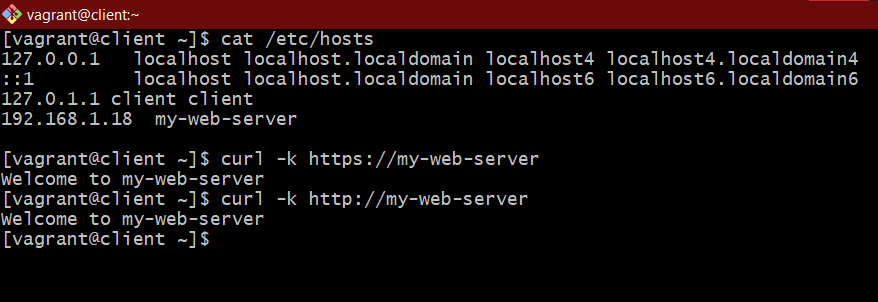 vagrant@client:~
[vagrant@client ~]$ cat /etc/hosts
127.0.0.1   localhost localhost.localdomain localhost4 localhost4.localdomain4
::1         localhost localhost.localdomain localhost6 localhost6.localdomain6
127.0.1.1 client client
192.168.1.18  my-web-server
[vagrant@client ~]$ curl -k https://my-web-server
Welcome to my-web-server
[vagrant@client ~]$ curl -k http://my-web-server
Welcome to my-web-server
[vagrant@client ~]$